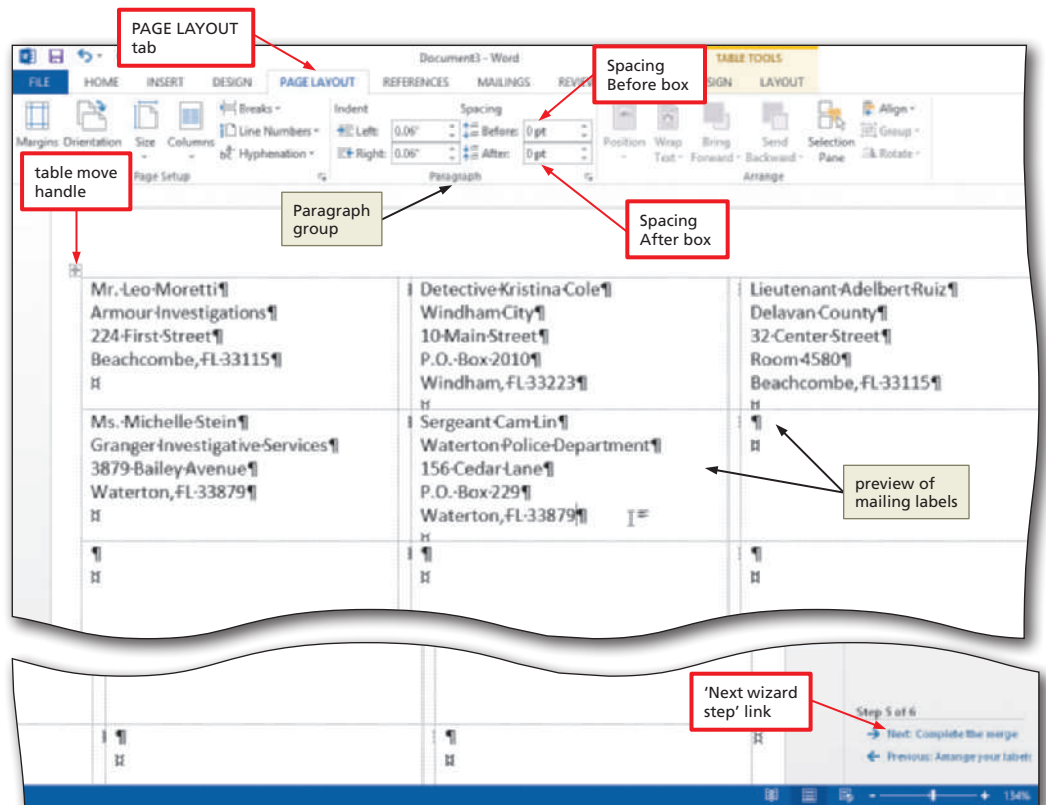 PAGE LAYOUT
tab
Document3 - Word
TABLE TOOLS
Spacing
Before box
FILE HOME INSERT DESIGN PAGE LAYOUT REFERENCES MAILINGS LAYOUT
Breaks
Line Numbers
Hyphenation
Indent
Left: 0.06"
Right: 0.06"
Spacing
Before: 0 pt
After: 0 pt
Margins Orientation Size Columns
Position Wrap Text Bring Forward Send Backward Selection Pane
Align
Group
Rotate
Page Setup
Paragraph
Arrange
table move
handle
Paragraph
group
Spacing
After box
Mr.·Leo·Moretti¶
Armour·Investigations¶
224·First·Street¶
Beachcombe,·FL·33115¶
¤
Detective·Kristina·Cole¶
Windham·City¶
10·Main·Street¶
P.O.·Box·2010¶
Windham,·FL·33223¶
¤
Lieutenant·Adelbert·Ruiz¶
Delavan·County¶
32·Center·Street¶
Room·4580¶
Beachcombe,·FL·33115¶
¤
Ms.·Michelle·Stein¶
Granger·Investigative·Services¶
3879·Bailey·Avenue¶
Waterton,·FL·33879¶
¤
Sergeant·Cam·Lin¶
Waterton·Police·Department¶
156·Cedar·Lane¶
P.O.·Box·229¶
Waterton,·FL·33879¶
¤
¶
¤
preview of
mailing labels
¶
¤
¶
¤
¶
¤
'Next wizard
step' link
Step 5 of 6
Next: Complete the merge
Previous: Arrange your labels
¶
¤
¶
¤
¤
134%